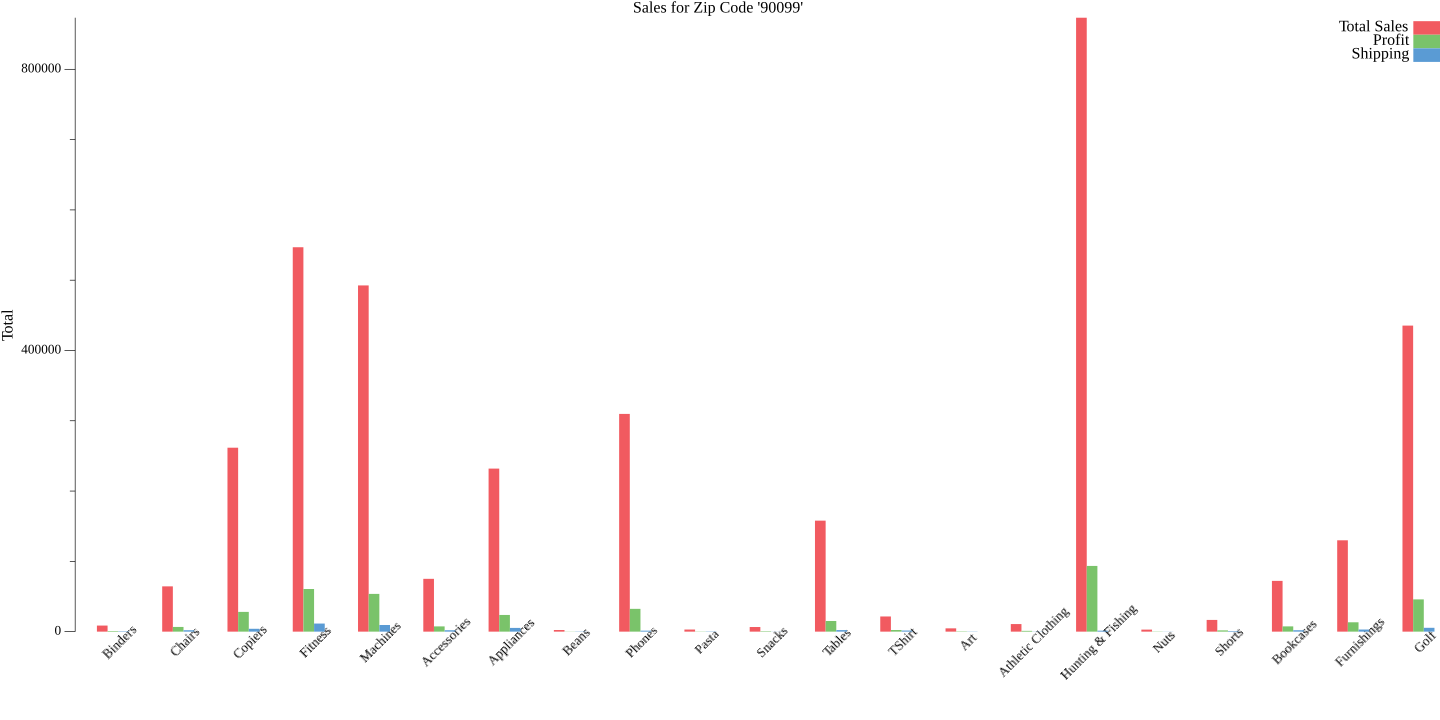 Sales for Zip Code '90099'
Total Sales
Profit
Shipping
800000
400000
0
Total
Binders
Chairs
Copiers
Fitness
Machines
Accessories
Appliances
Beans
Phones
Pasta
Snacks
Tables
TShirt
Art
Athletic Clothing
Hunting & Fishing
Nuts
Shorts
Bookcases
Furnishings
Golf